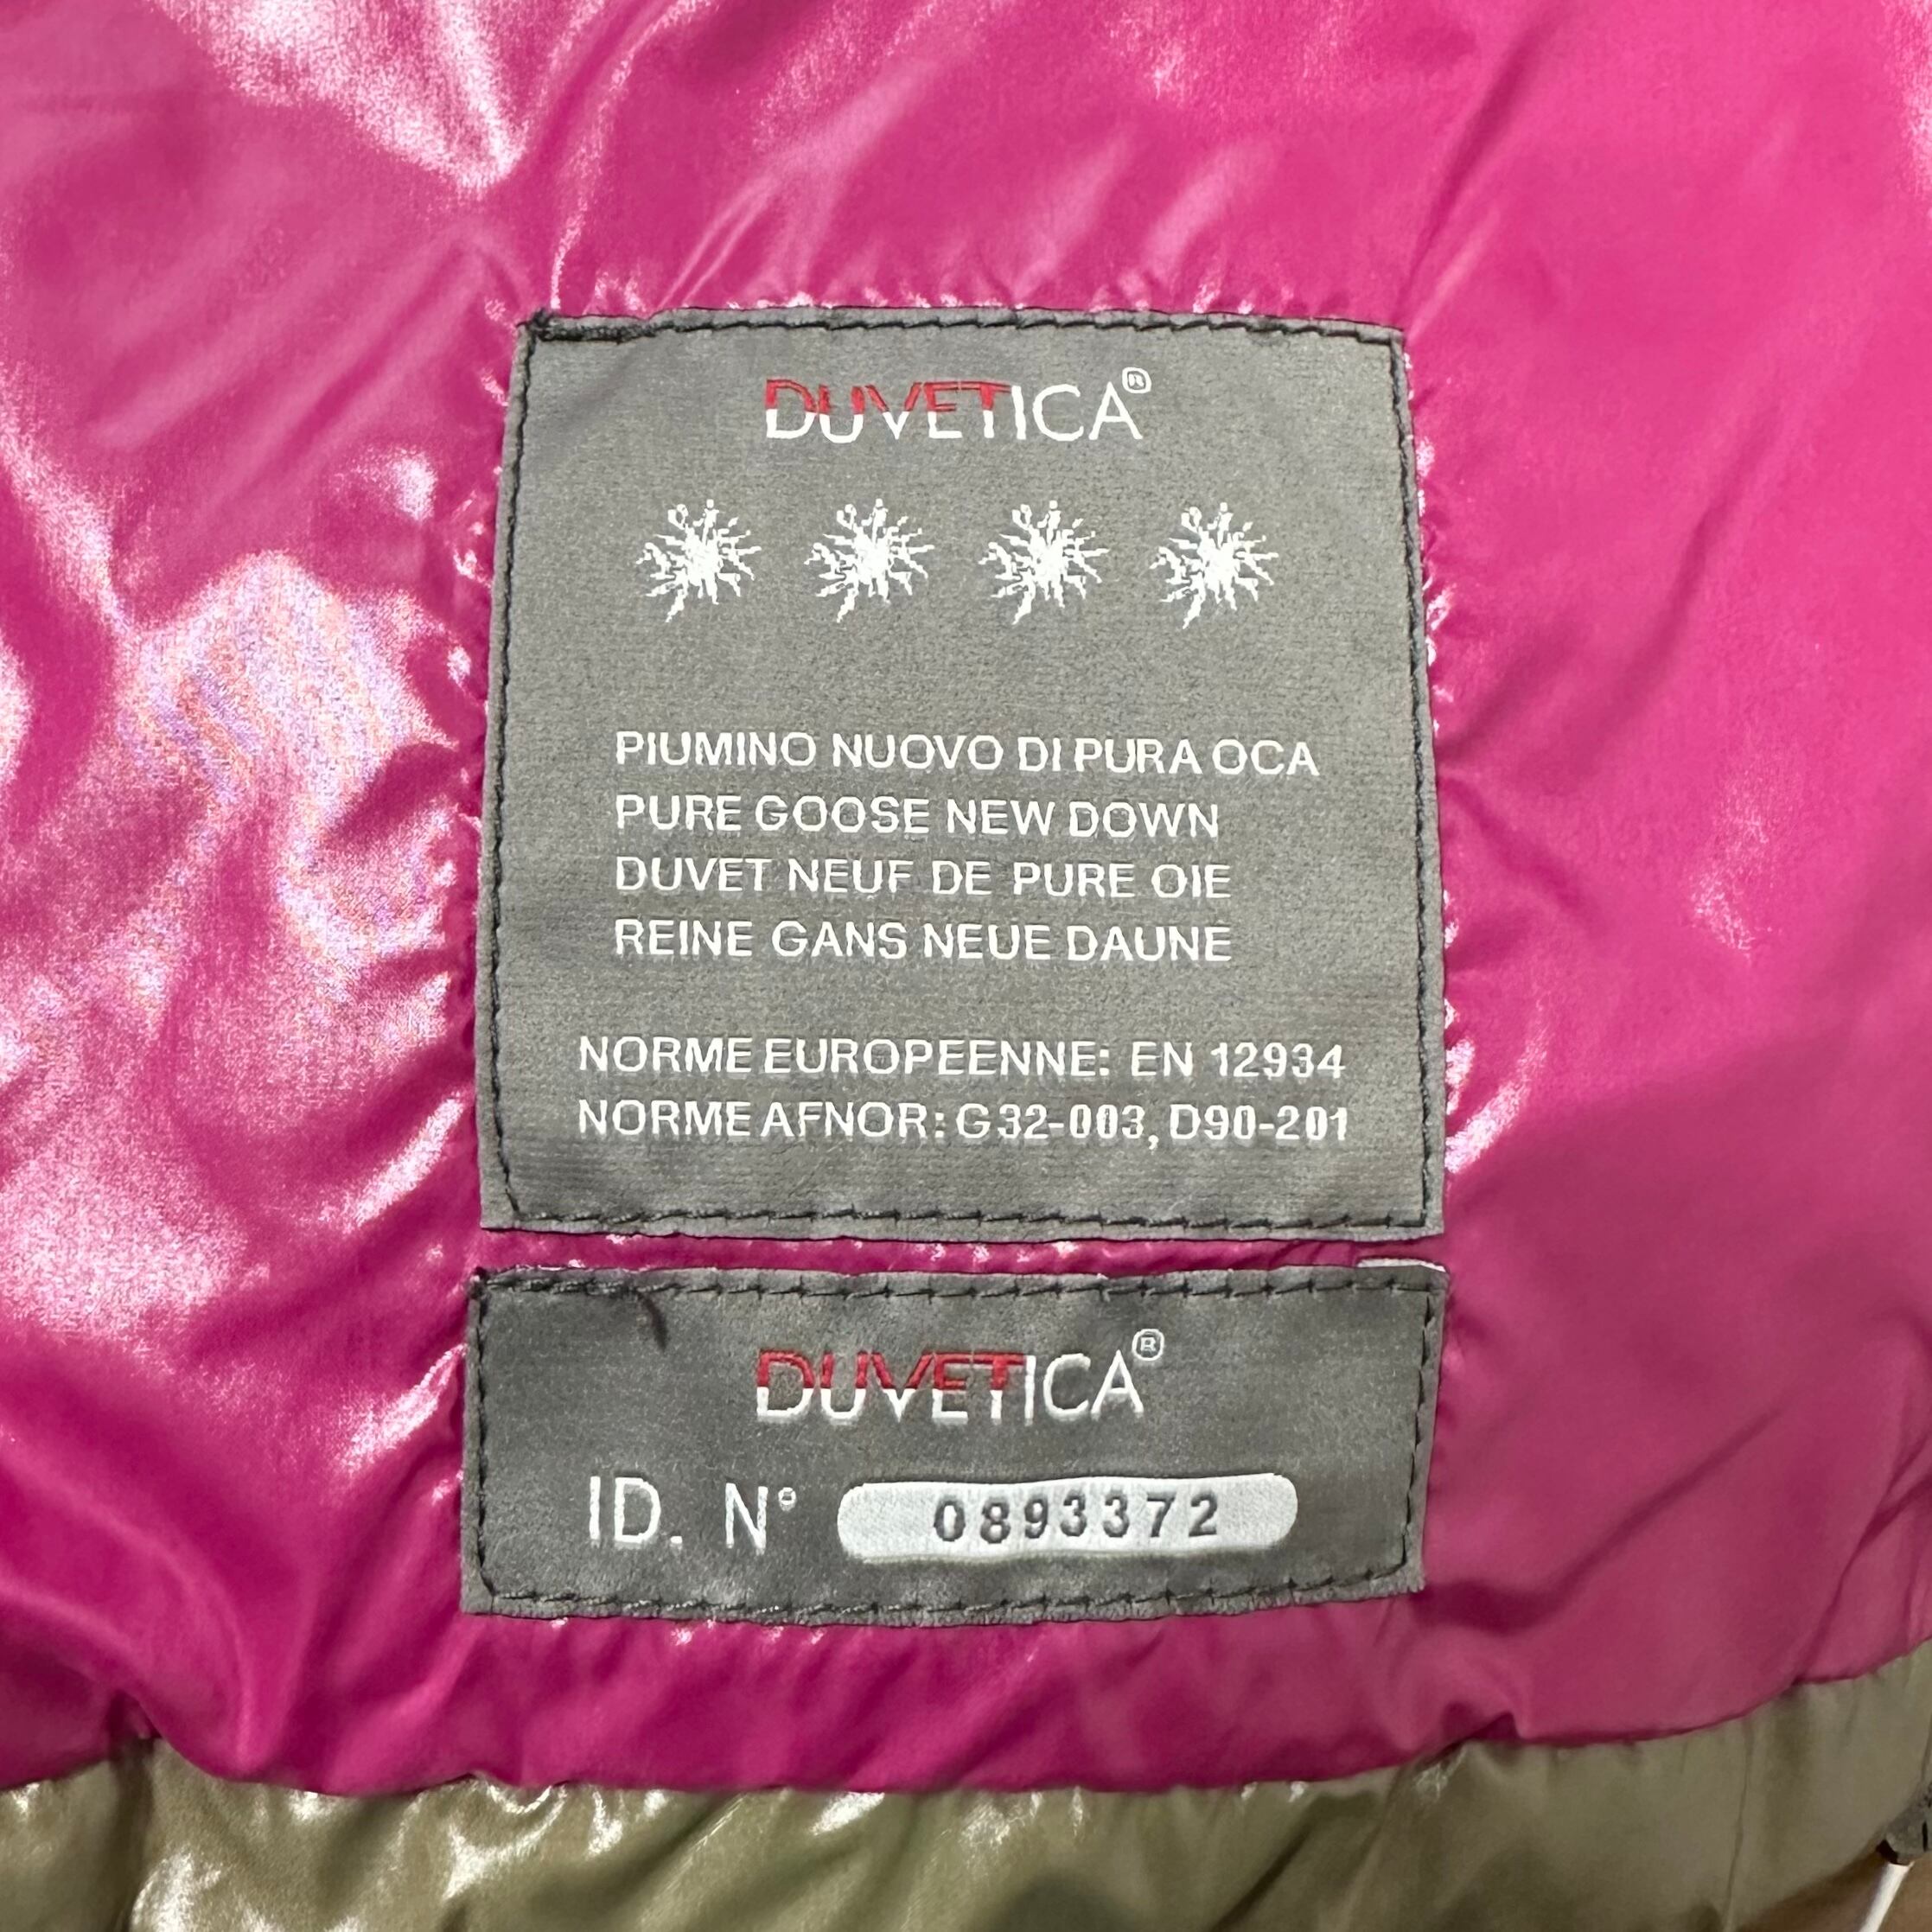 DUVETICA®
PIUMINO NUOVO DI PURA OCA
PURE GOOSE NEW DOWN
DUVET NEUF DE PURE OIE
REINE GANS NEUE DAUNE
NORME EUROPEENNE: EN 12934
NORME AFNOR: G32-003, D90-201
DUVETICA®
ID. N° 0893372